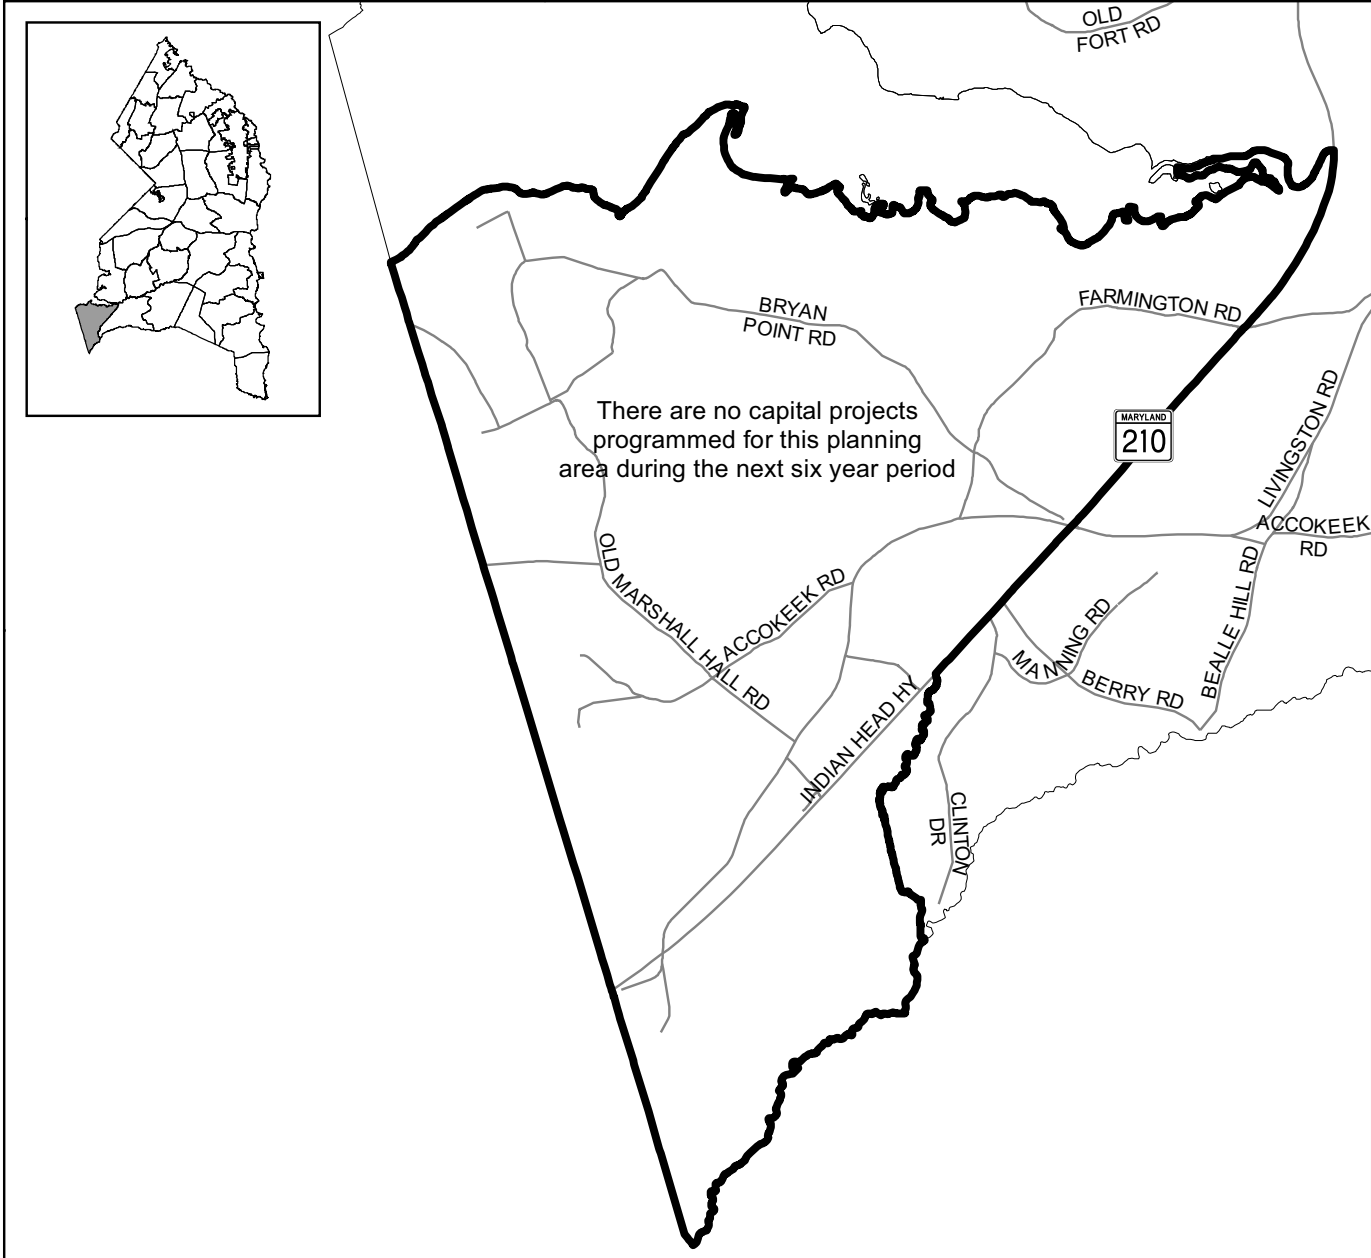 OLD
FORT RD
BRYAN
POINT RD
FARMINGTON RD
There are no capital projects
programmed for this planning
area during the next six year period
MARYLAND
210
LIVINGSTON RD
ACCOKEEK
RD
OLD MARSHALL HALL RD
ACCOKEEK RD
BEALLE HILL RD
MANNING RD
BERRY RD
INDIAN HEAD HY
CLINTON
DR